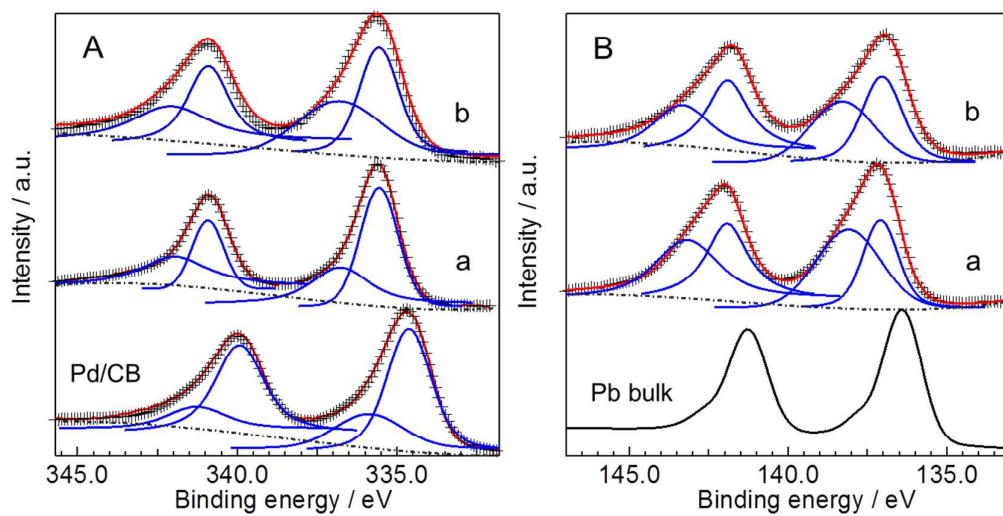 A
b
a
Pd/CB
Intensity / a.u.
345.0 340.0 335.0
Binding energy / eV
B
b
a
Pb bulk
Intensity / a.u.
145.0 140.0 135.0
Binding energy / eV